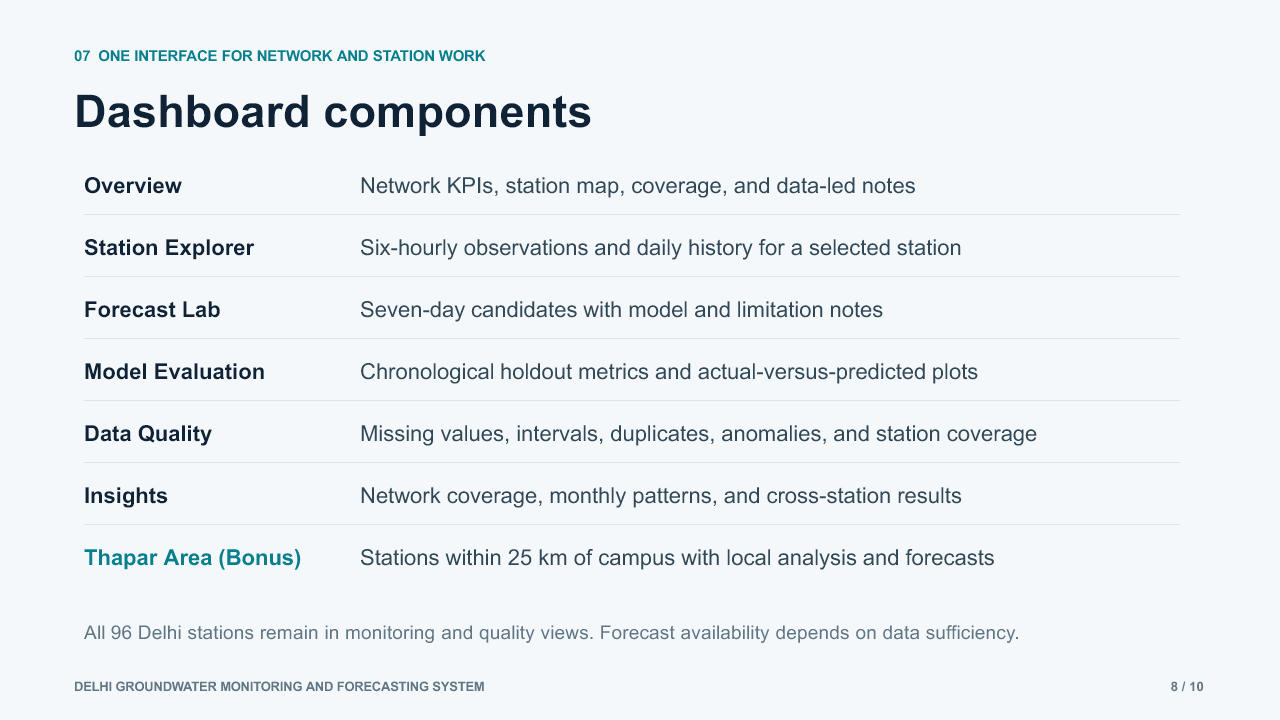 07 ONE INTERFACE FOR NETWORK AND STATION WORK
Dashboard components
Overview Network KPIs, station map, coverage, and data-led notes
Station Explorer Six-hourly observations and daily history for a selected station
Forecast Lab Seven-day candidates with model and limitation notes
Model Evaluation Chronological holdout metrics and actual-versus-predicted plots
Data Quality Missing values, intervals, duplicates, anomalies, and station coverage
Insights Network coverage, monthly patterns, and cross-station results
Thapar Area (Bonus) Stations within 25 km of campus with local analysis and forecasts
All 96 Delhi stations remain in monitoring and quality views. Forecast availability depends on data sufficiency.
DELHI GROUNDWATER MONITORING AND FORECASTING SYSTEM 8 / 10